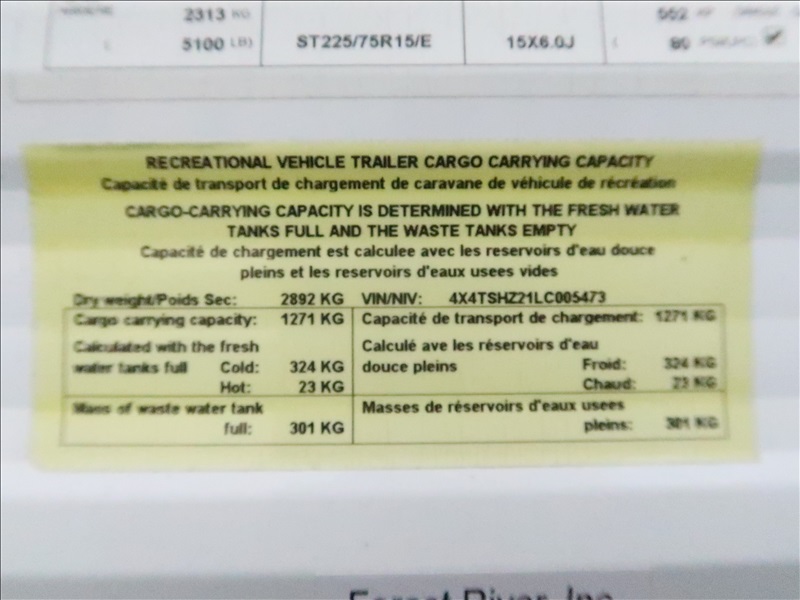 2313 KG
5100 LB) ST225/75R15/E 15X6.0J 80
RECREATIONAL VEHICLE TRAILER CARGO CARRYING CAPACITY
Capacité de transport de chargement de caravane de véhicule de récréation
CARGO-CARRYING CAPACITY IS DETERMINED WITH THE FRESH WATER
TANKS FULL AND THE WASTE TANKS EMPTY
Capacité de chargement est calculee avec les reservoirs d'eau douce
pleins et les reservoirs d'eaux usees vides
Dry weight/Poids Sec: 2892 KG VIN/NIV: 4X4TSHZ21LC005473
Cargo carrying capacity: 1271 KG Capacité de transport de chargement: 1271 KG
Calculated with the fresh Calculé ave les réservoirs d'eau
water tanks full Cold: 324 KG douce pleins Froid: 324 KG
Hot: 23 KG Chaud: 23 KG
Mass of waste water tank Masses de réservoirs d'eaux usees
full: 301 KG pleins: 301 KG
Forest River, Inc.